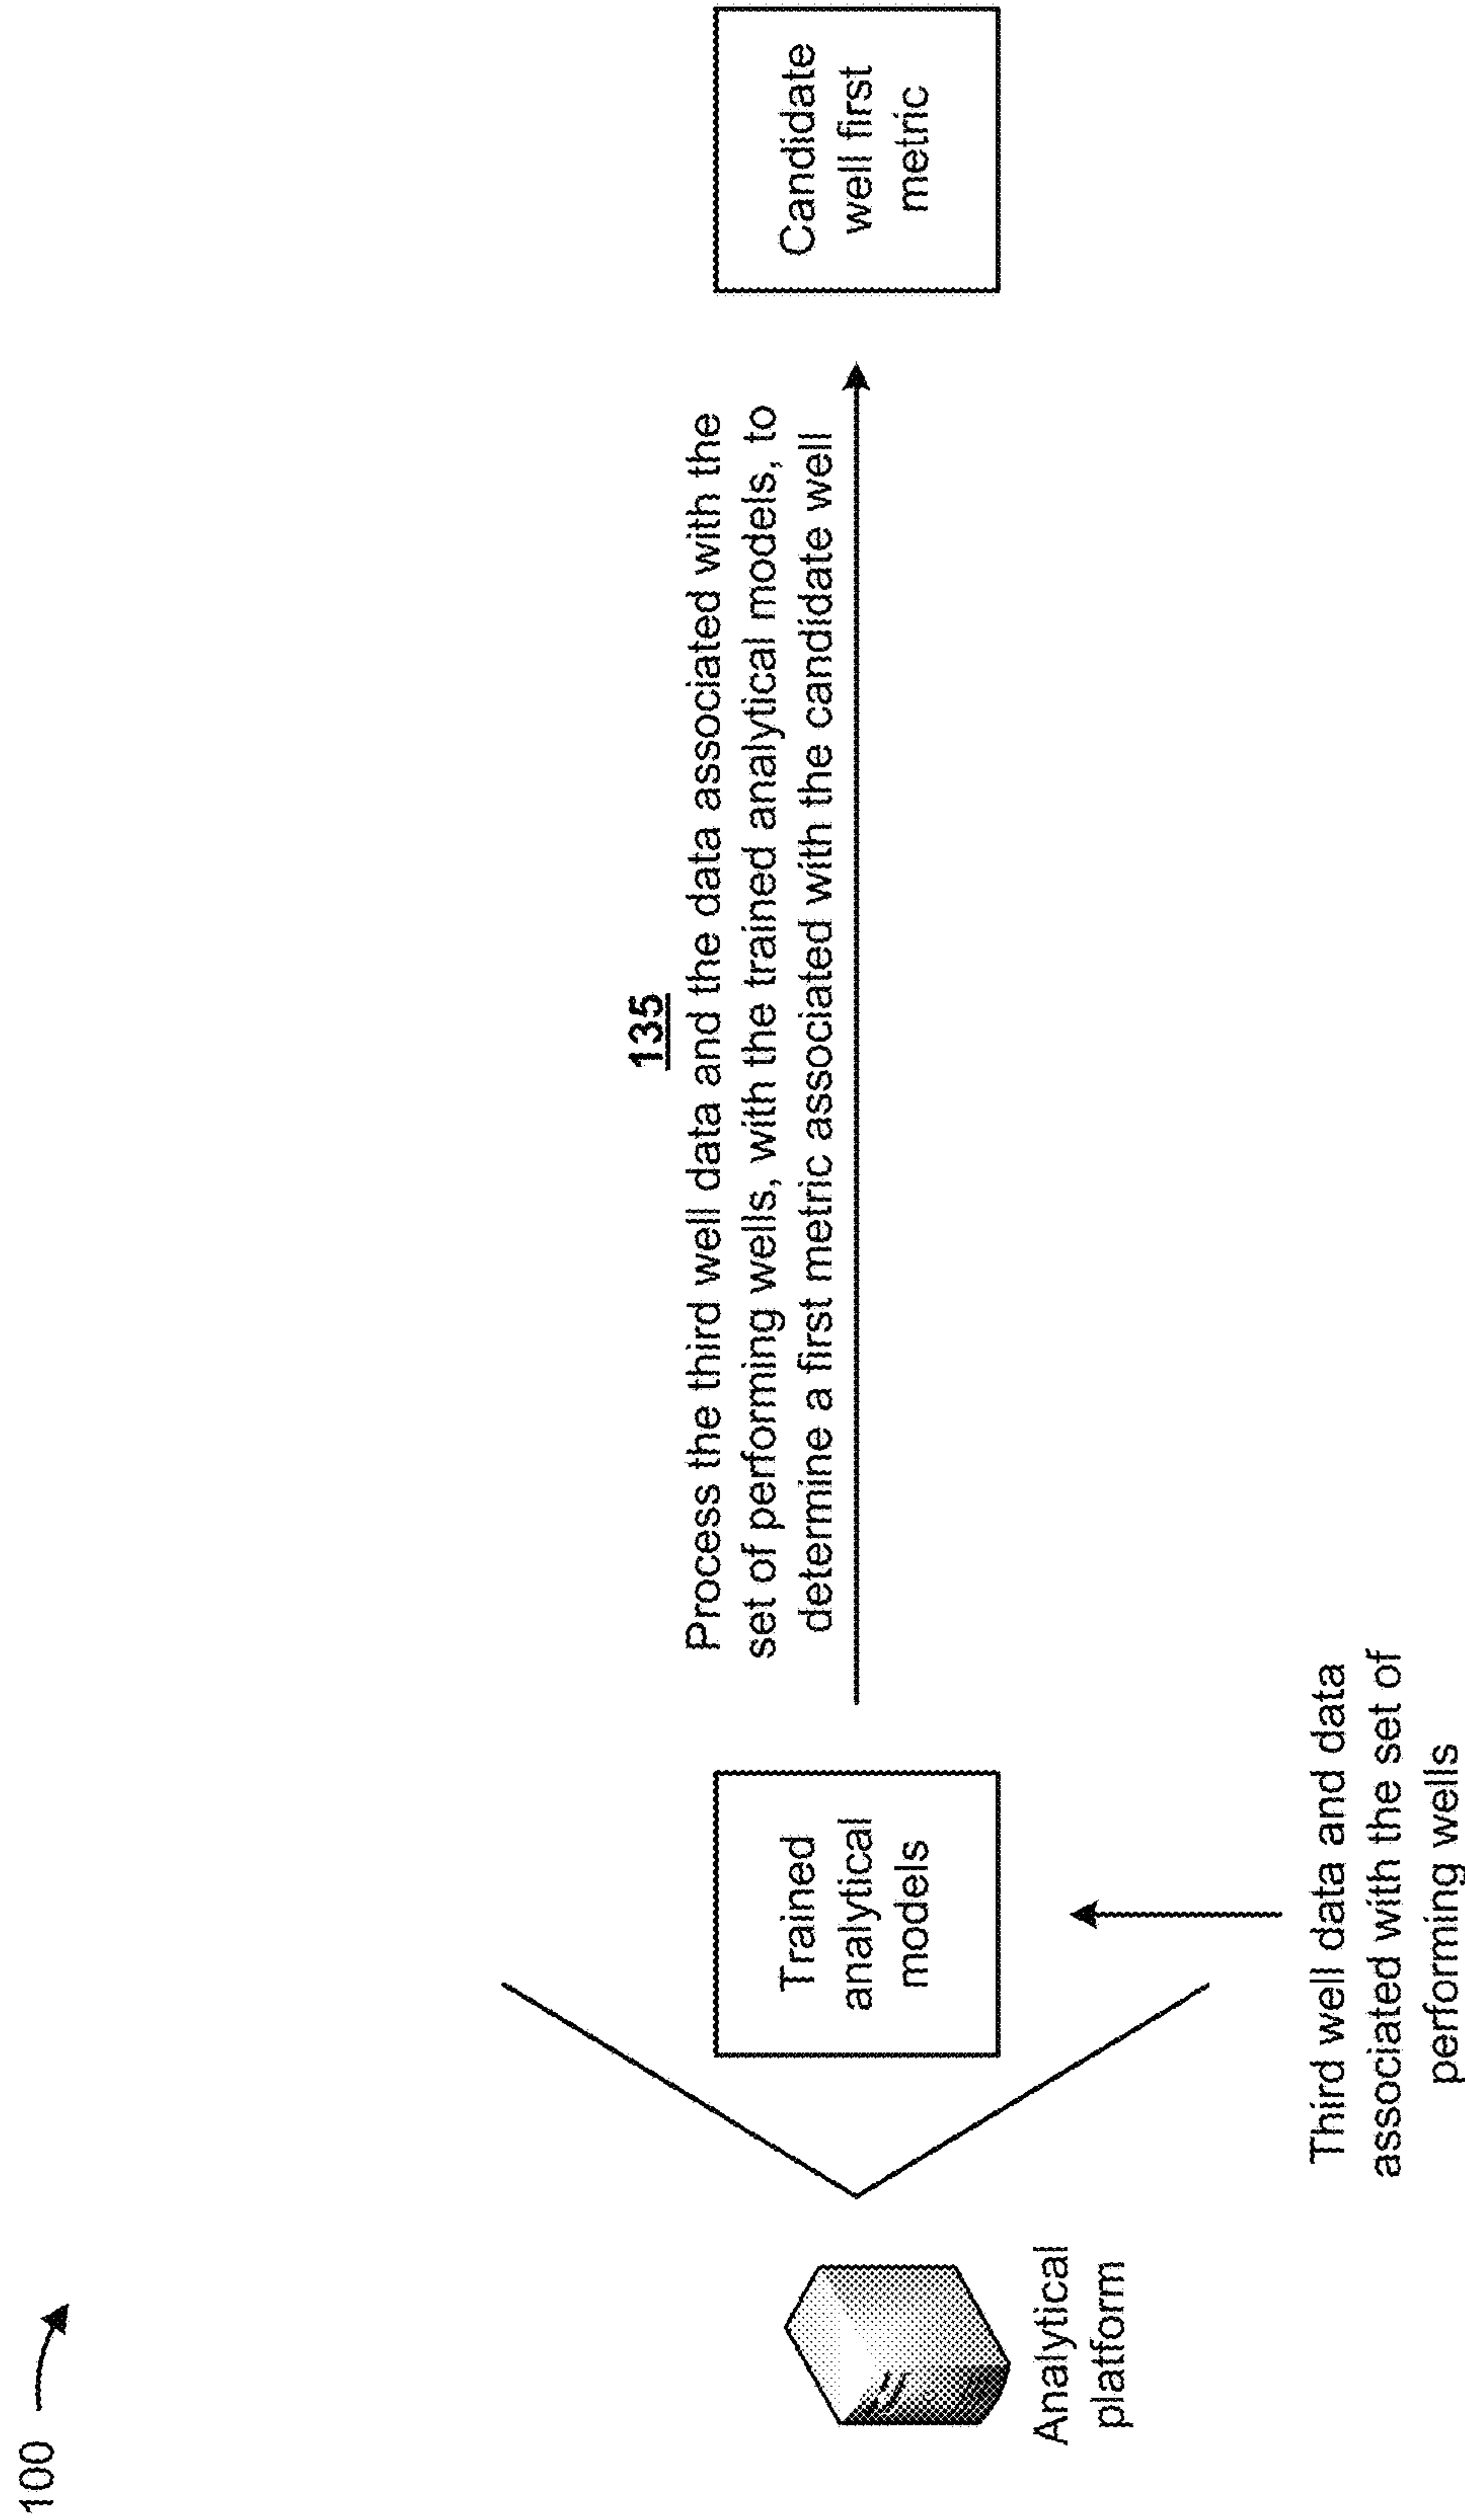 100
135
Process the third well data and the data associated with the
set of performing wells, with the trained analytical models, to
determine a first metric associated with the candidate well
Trained
analytical
models
Candidate
well first
metric
Analytical
platform
Third well data and data
associated with the set of
performing wells